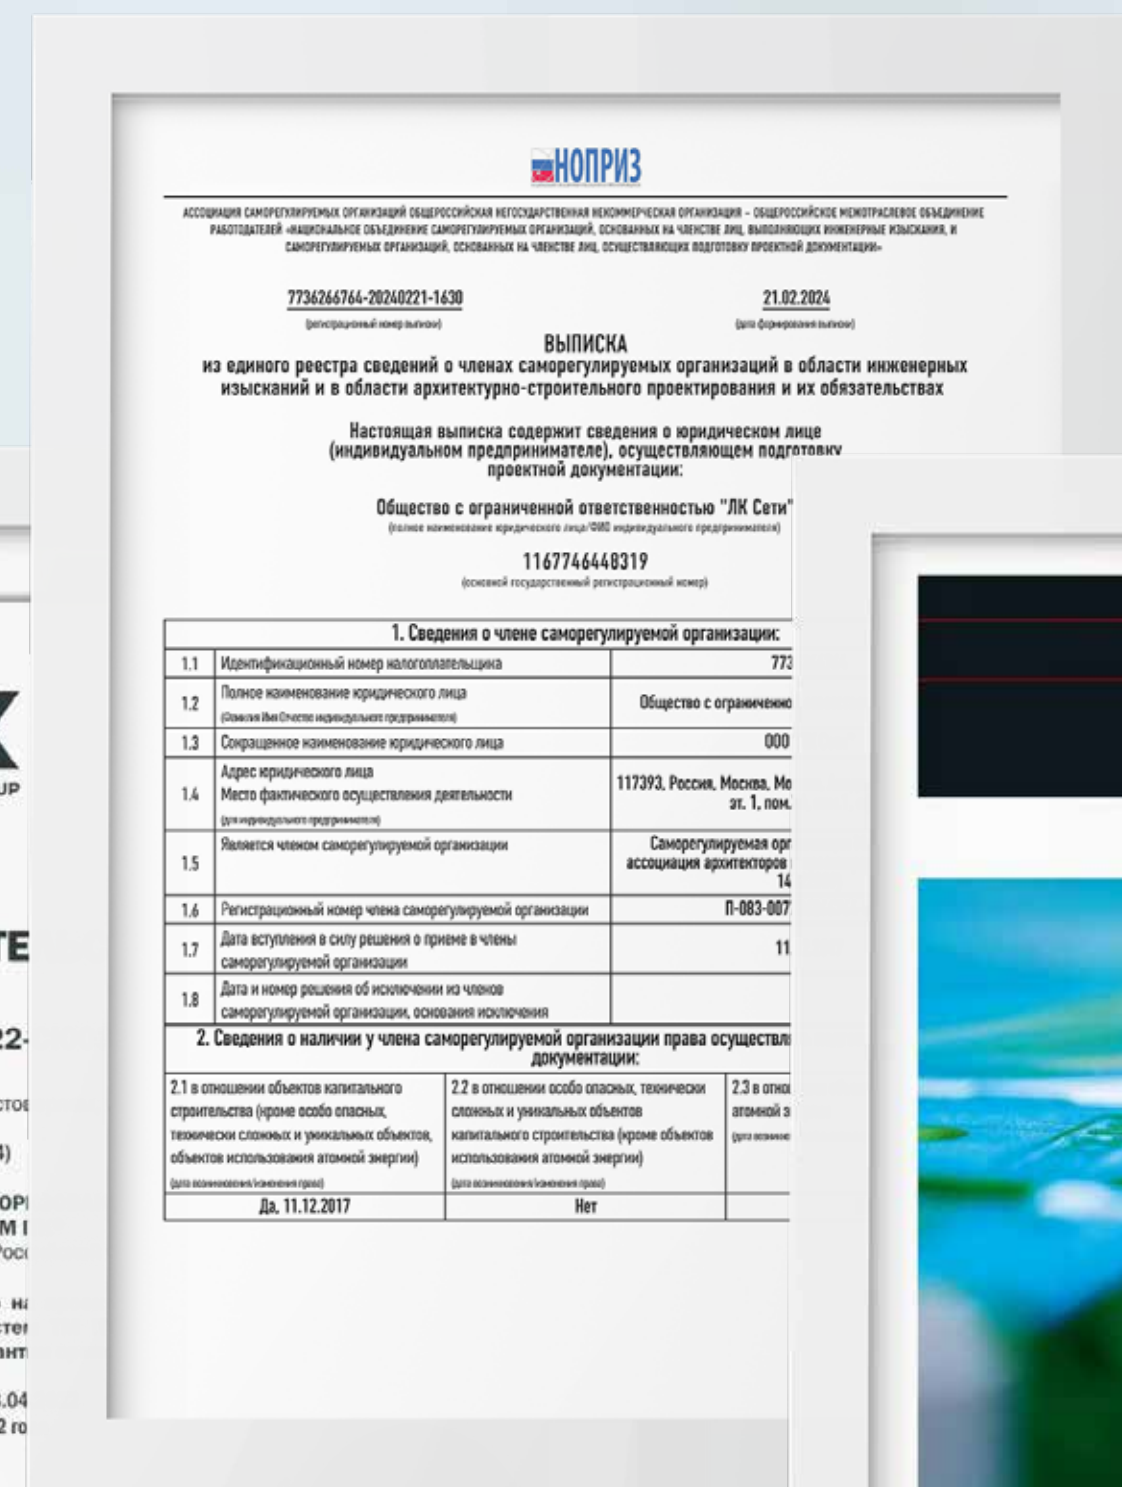 НОПРИЗ
АССОЦИАЦИЯ САМОРЕГУЛИРУЕМЫХ ОРГАНИЗАЦИЙ ОБЩЕРОССИЙСКАЯ НЕГОСУДАРСТВЕННАЯ НЕКОММЕРЧЕСКАЯ ОРГАНИЗАЦИЯ – ОБЩЕРОССИЙСКОЕ МЕЖОТРАСЛЕВОЕ ОБЪЕДИНЕНИЕ
РАБОТОДАТЕЛЕЙ «НАЦИОНАЛЬНОЕ ОБЪЕДИНЕНИЕ САМОРЕГУЛИРУЕМЫХ ОРГАНИЗАЦИЙ, ОСНОВАННЫХ НА ЧЛЕНСТВЕ ЛИЦ, ВЫПОЛНЯЮЩИХ ИНЖЕНЕРНЫЕ ИЗЫСКАНИЯ, И
САМОРЕГУЛИРУЕМЫХ ОРГАНИЗАЦИЙ, ОСНОВАННЫХ НА ЧЛЕНСТВЕ ЛИЦ, ОСУЩЕСТВЛЯЮЩИХ ПОДГОТОВКУ ПРОЕКТНОЙ ДОКУМЕНТАЦИИ»
7736266764-20240221-1630 21.02.2024
(регистрационный номер выписки) (дата формирования выписки)
ВЫПИСКА
из единого реестра сведений о членах саморегулируемых организаций в области инженерных
изысканий и в области архитектурно-строительного проектирования и их обязательствах
Настоящая выписка содержит сведения о юридическом лице
(индивидуальном предпринимателе), осуществляющем подготовку
проектной документации:
Общество с ограниченной ответственностью "ЛК Сети"
(полное наименование юридического лица/ФИО индивидуального предпринимателя)
1167746448319
(основной государственный регистрационный номер)
1. Сведения о члене саморегулируемой организации:
1.1 Идентификационный номер налогоплательщика 773
1.2 Полное наименование юридического лица Общество с ограниченно
(Фамилия Имя Отчество индивидуального предпринимателя)
1.3 Сокращенное наименование юридического лица ООО
1.4 Адрес юридического лица
Место фактического осуществления деятельности
(для индивидуального предпринимателя)
117393, Россия, Москва, Мо
эт. 1, пом.
1.5 Является членом саморегулируемой организации
Саморегулируемая орг
ассоциация архитекторов
14
1.6 Регистрационный номер члена саморегулируемой организации П-083-007
1.7 Дата вступления в силу решения о приеме в члены
саморегулируемой организации
11
1.8 Дата и номер решения об исключении из членов
саморегулируемой организации, основания исключения
2. Сведения о наличии у члена саморегулируемой организации права осуществл
документации:
2.1 в отношении объектов капитального
строительства (кроме особо опасных,
технически сложных и уникальных объектов,
объектов использования атомной энергии)
(дата возникновения/изменения права)
2.2 в отношении особо опасных, технически
сложных и уникальных объектов
капитального строительства (кроме объектов
использования атомной энергии)
(дата возникновения/изменения права)
2.3 в отно
атомной э
Да, 11.12.2017 Нет
UP
TE
22-
4)